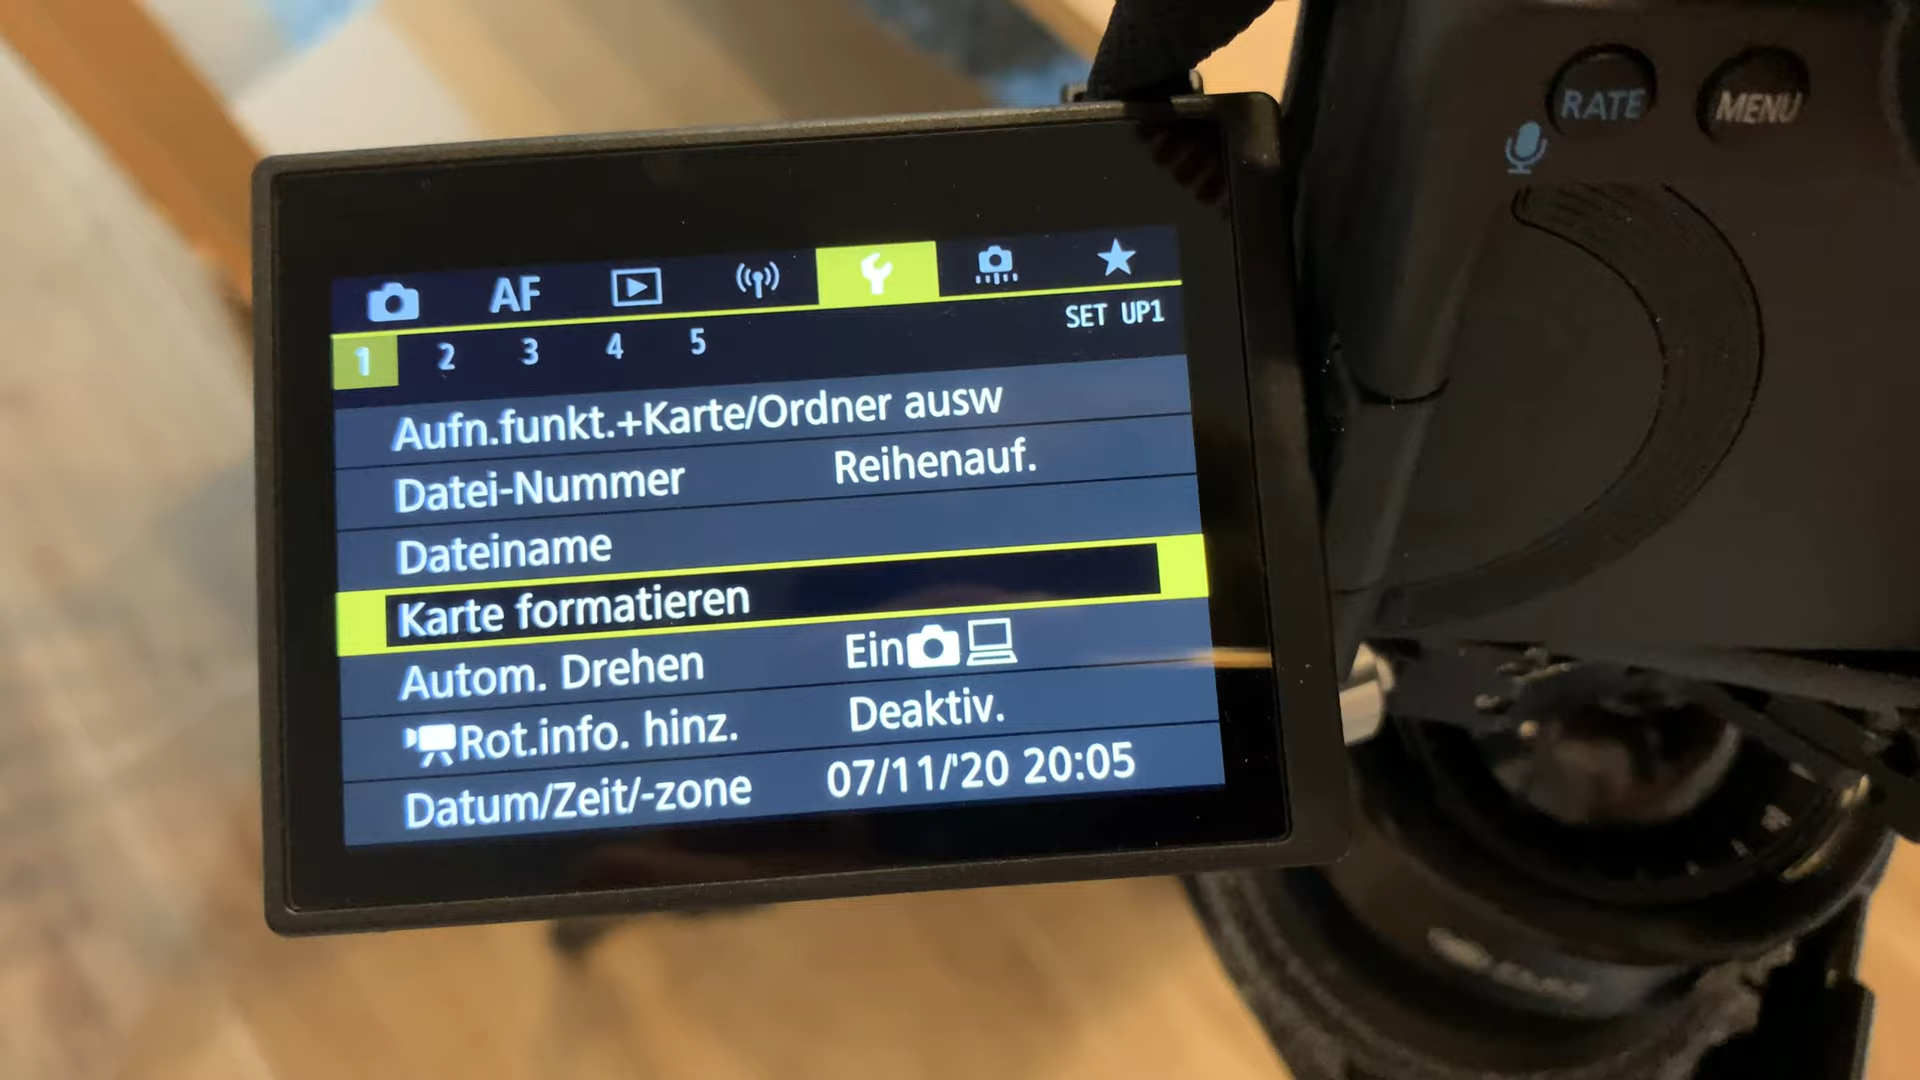 RATE MENU
AF
SET UP1
1 2 3 4 5
Aufn.funkt.+Karte/Ordner ausw
Datei-Nummer Reihenauf.
Dateiname
Karte formatieren
Autom. Drehen Ein
Rot.info. hinz. Deaktiv.
Datum/Zeit/-zone 07/11/'20 20:05